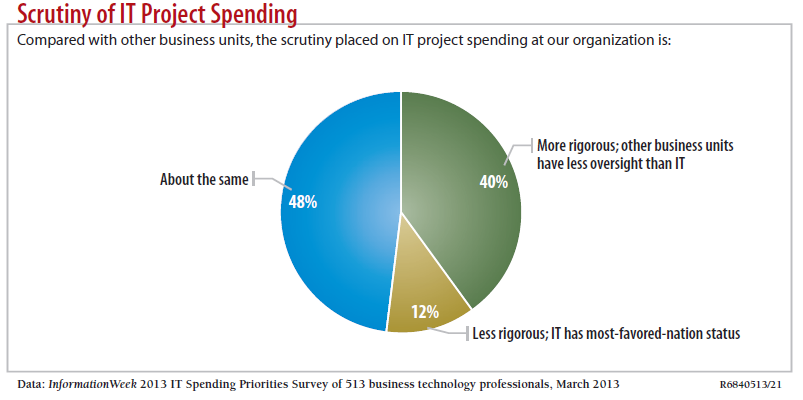 Scrutiny of IT Project Spending
Compared with other business units, the scrutiny placed on IT project spending at our organization is:
More rigorous; other business units
have less oversight than IT
40%
About the same
48%
12%
Less rigorous; IT has most-favored-nation status
Data: InformationWeek 2013 IT Spending Priorities Survey of 513 business technology professionals, March 2013
R6840513/21